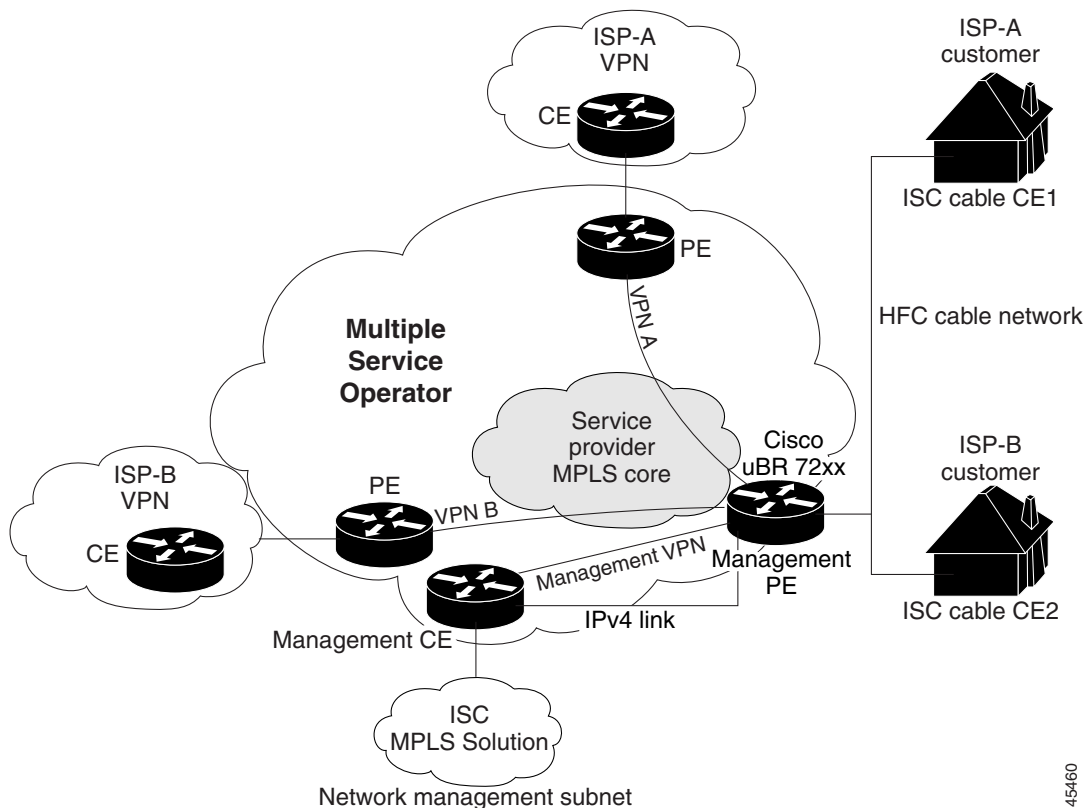 ISP-A
VPN
CE
PE
VPN A
ISP-A
customer
ISC cable CE1
HFC cable network
Multiple
Service
Operator
Service
provider
MPLS core
Cisco
uBR 72xx
ISP-B
customer
ISP-B
VPN
CE
PE
VPN B
Management VPN
Management
PE
ISC cable CE2
IPv4 link
Management CE
ISC
MPLS Solution
Network management subnet
45460